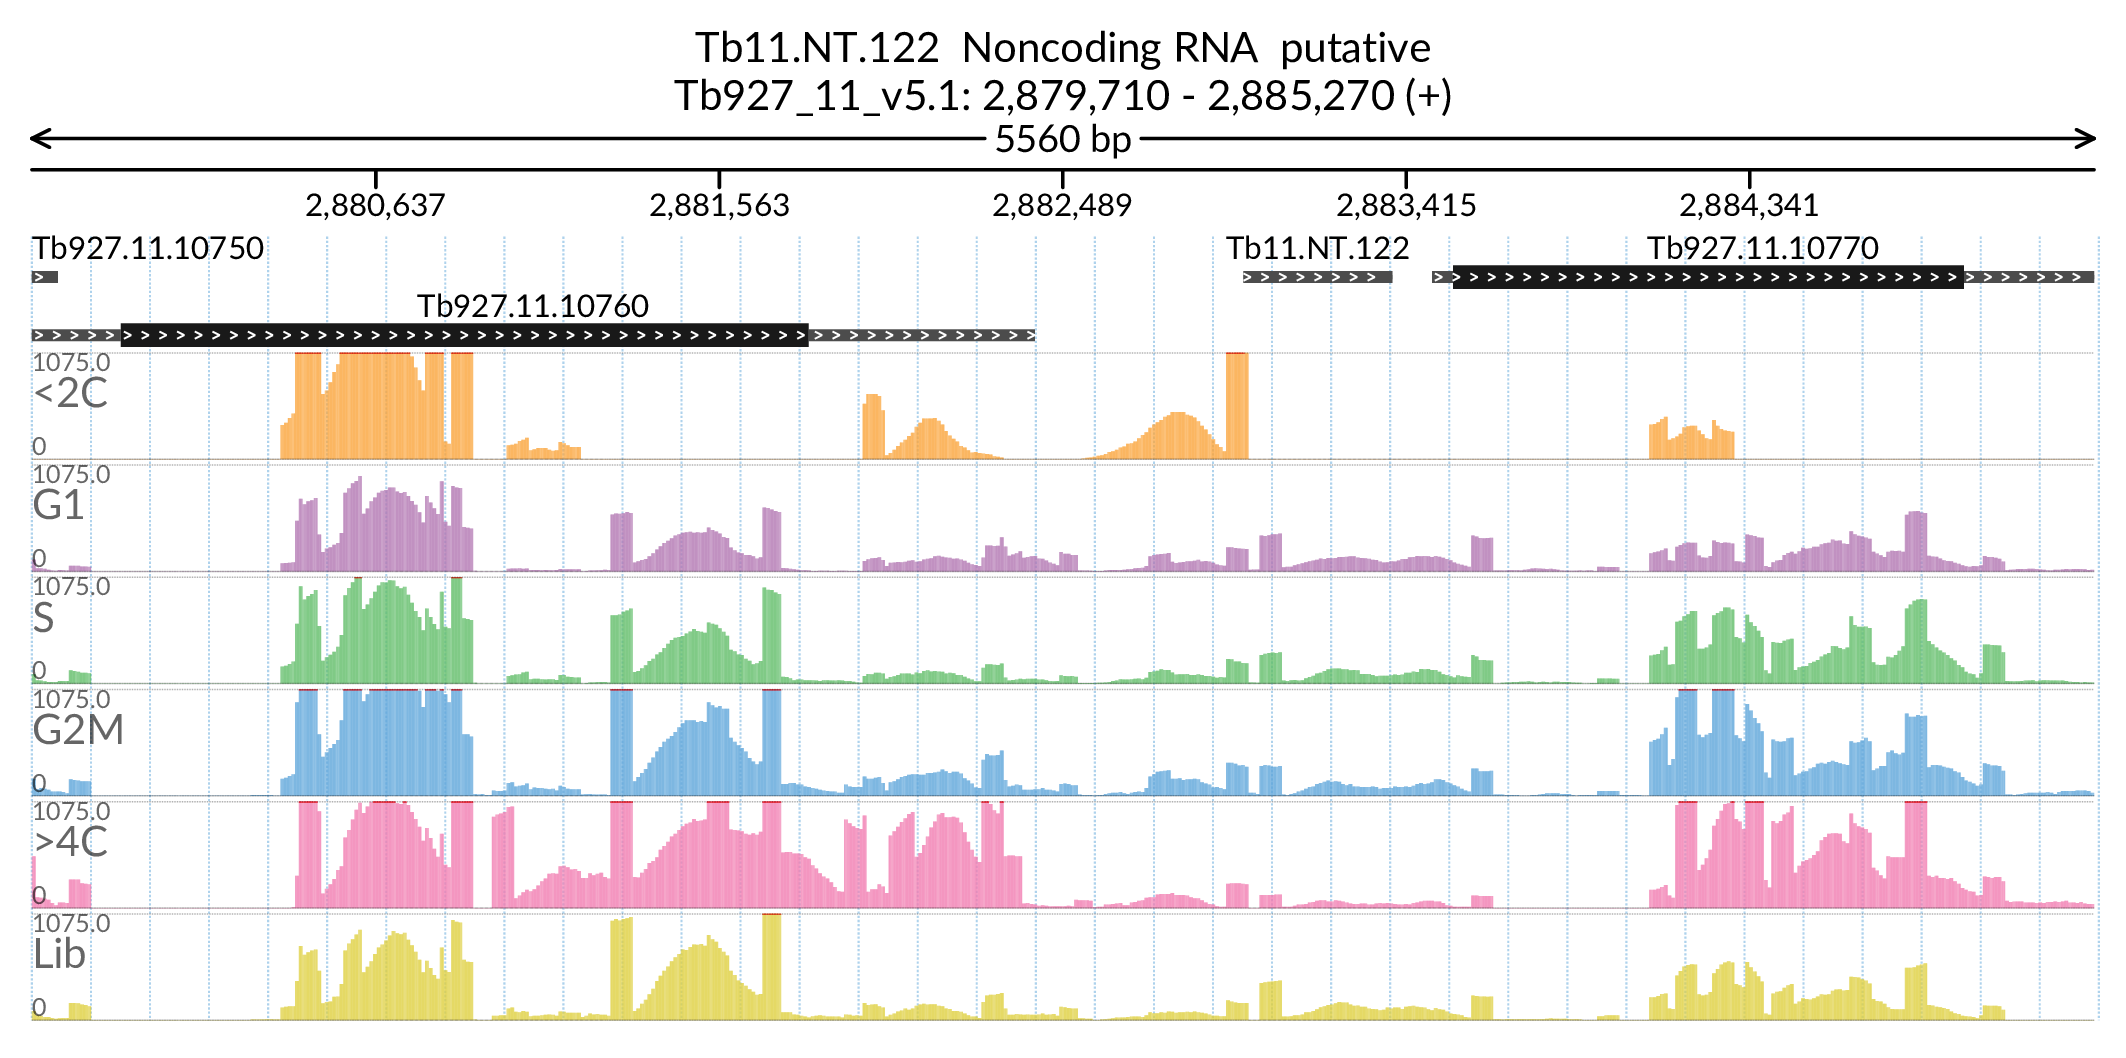 Tb11.NT.122  Noncoding RNA  putative
Tb927_11_v5.1: 2,879,710 - 2,885,270 (+)
5560 bp
2,880,637 2,881,563 2,882,489 2,883,415 2,884,341
Tb927.11.10750 Tb11.NT.122 Tb927.11.10770
Tb927.11.10760
1075.0
<2C
0
1075.0
G1
0
1075.0
S
0
1075.0
G2M
0
1075.0
>4C
0
1075.0
Lib
0